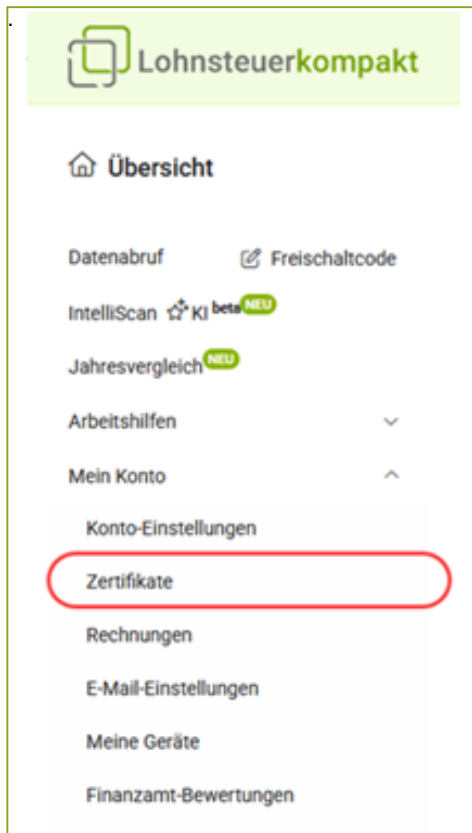 Lohnsteuerkompakt
Übersicht
Datenabruf Freischaltcode
IntelliScan KI beta NEU
Jahresvergleich NEU
Arbeitshilfen
Mein Konto
Konto-Einstellungen
Zertifikate
Rechnungen
E-Mail-Einstellungen
Meine Geräte
Finanzamt-Bewertungen